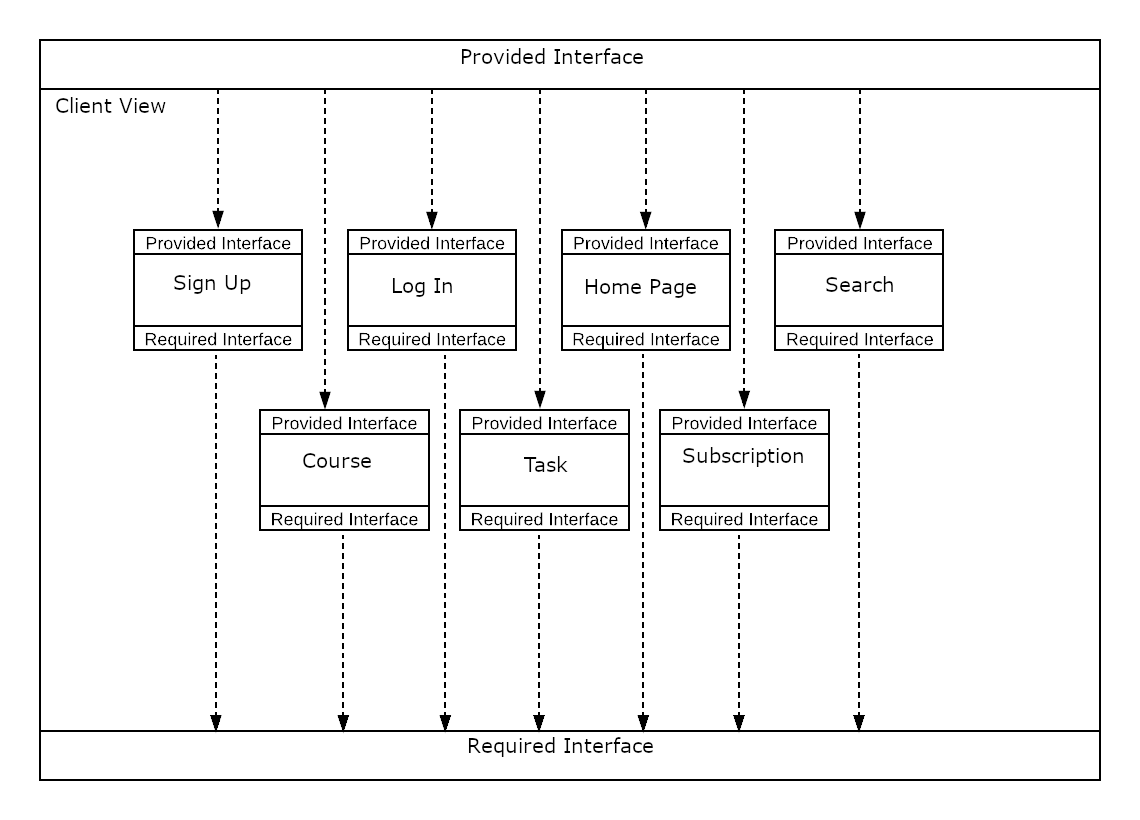 Provided Interface
Client View
Provided Interface
Sign Up
Required Interface
Provided Interface
Log In
Required Interface
Provided Interface
Home Page
Required Interface
Provided Interface
Search
Required Interface
Provided Interface
Course
Required Interface
Provided Interface
Task
Required Interface
Provided Interface
Subscription
Required Interface
Required Interface